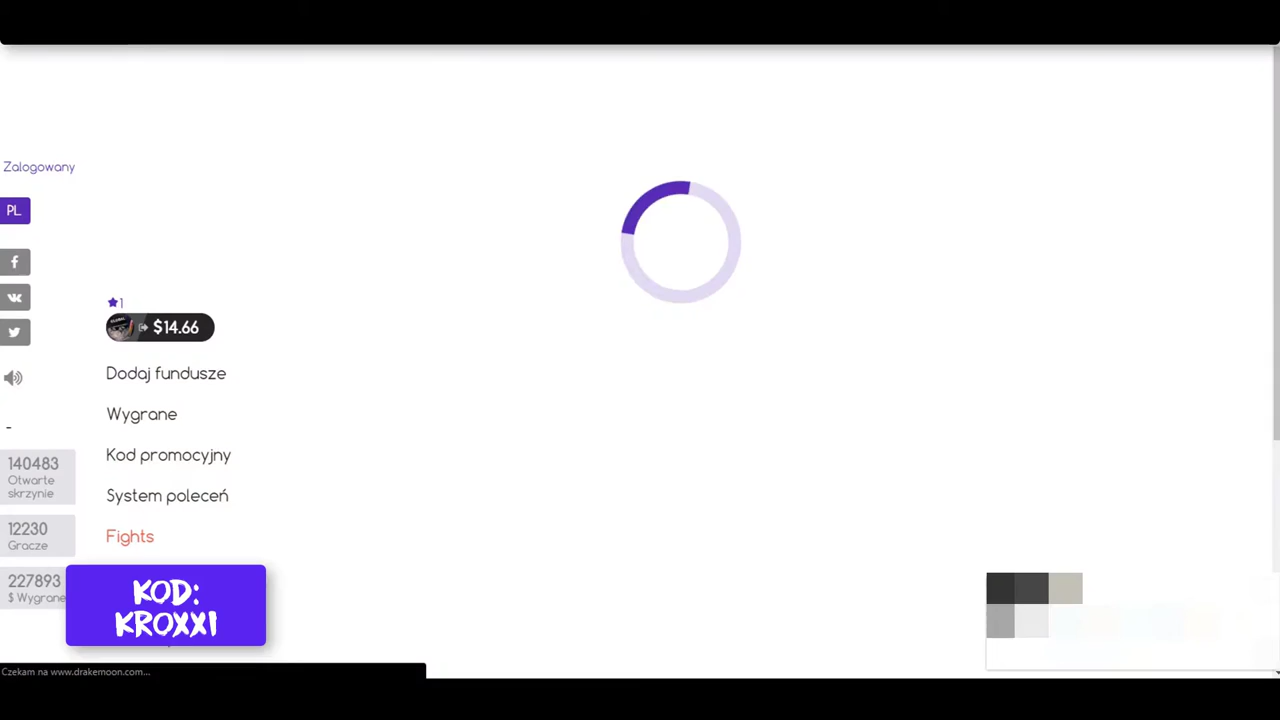 Zalogowany
PL
1
$14.66
Dodaj fundusze
Wygrane
Kod promocyjny
System poleceń
Fights
140483
Otwarte
skrzynie
12230
Gracze
227893
$ Wygrane
KOD:
KROXXI
Czekam na www.drakemoon.com...